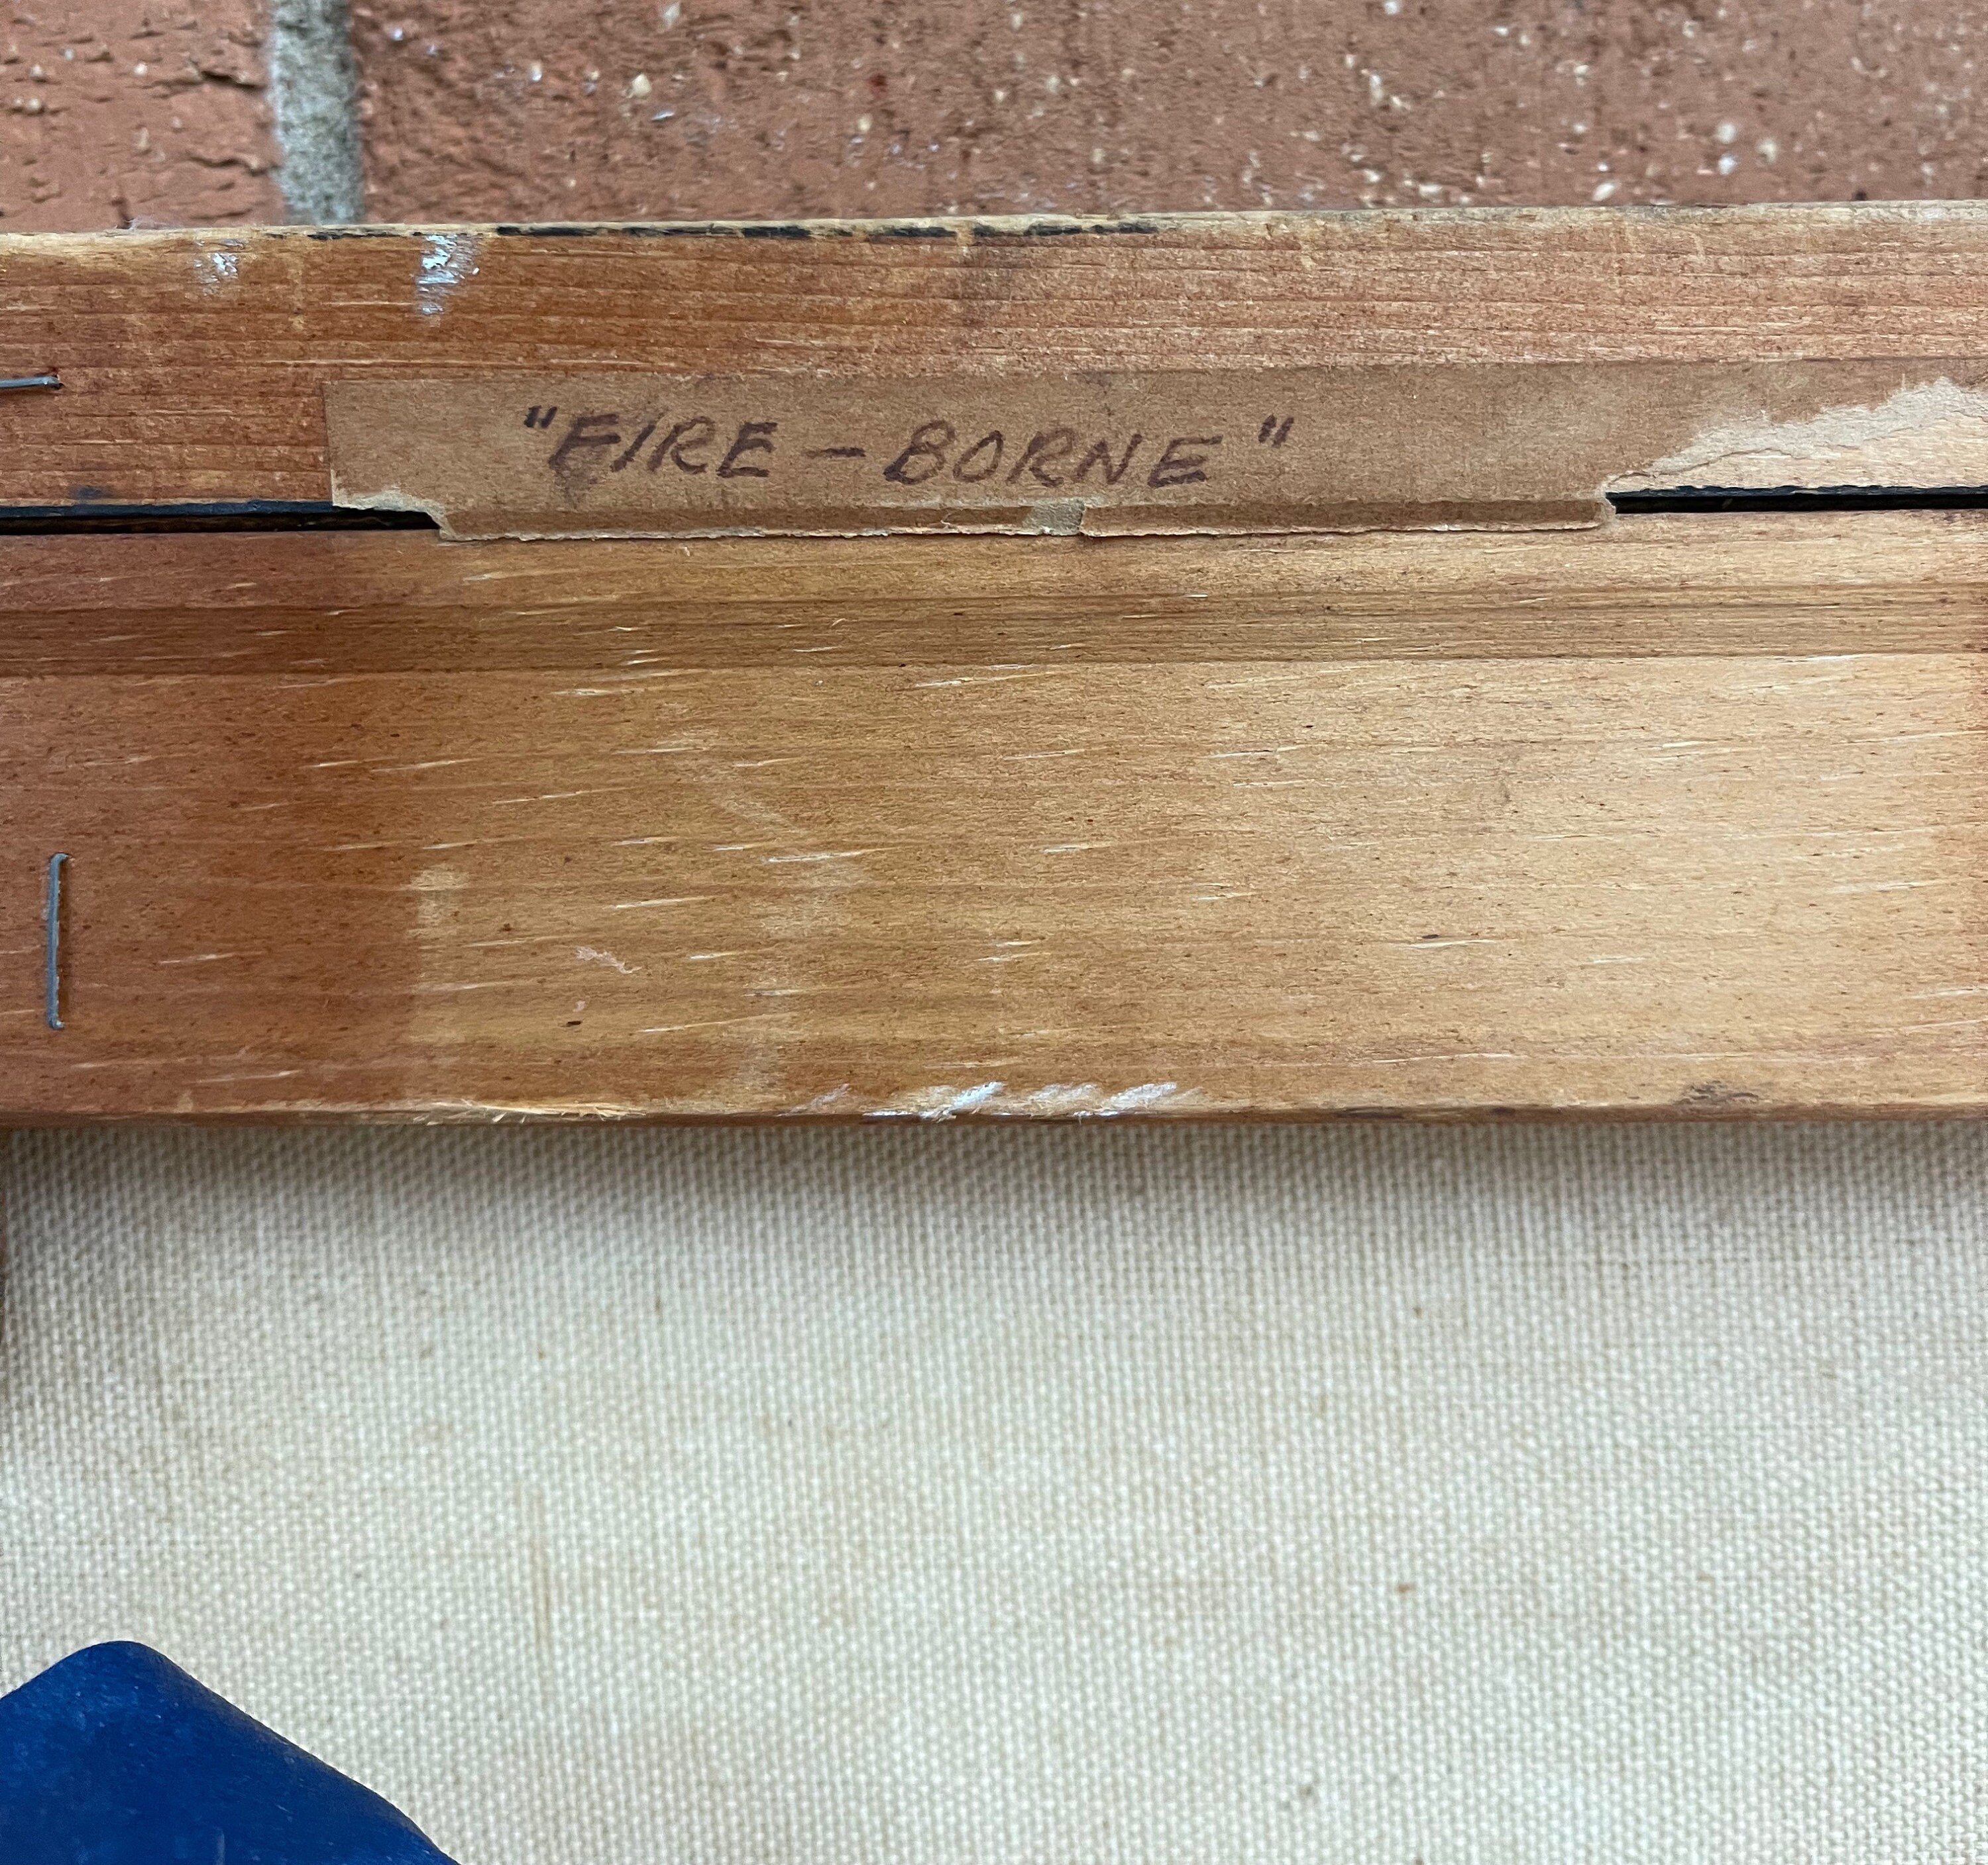 "FIRE - BORNE"